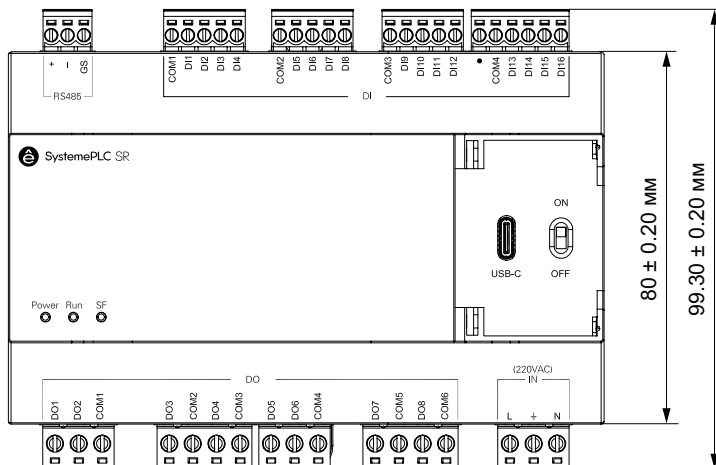 + – GS
RS485
COM1 DI1 DI2 DI3 DI4
COM2 DI5 DI6 DI7 DI8
COM3 DI9 DI10 DI11 DI12
• COM4 DI13 DI14 DI15 DI16
DI
ê SystemePLC SR
ON
USB-C OFF
Power Run SF
80 ± 0.20 мм
99.30 ± 0.20 мм
DO
(220VAC)
IN
DO1 DO2 COM1
DO3 COM2 DO4 COM3
DO5 DO6 COM4
DO7 COM5 DO8 COM6
L ⏚ N